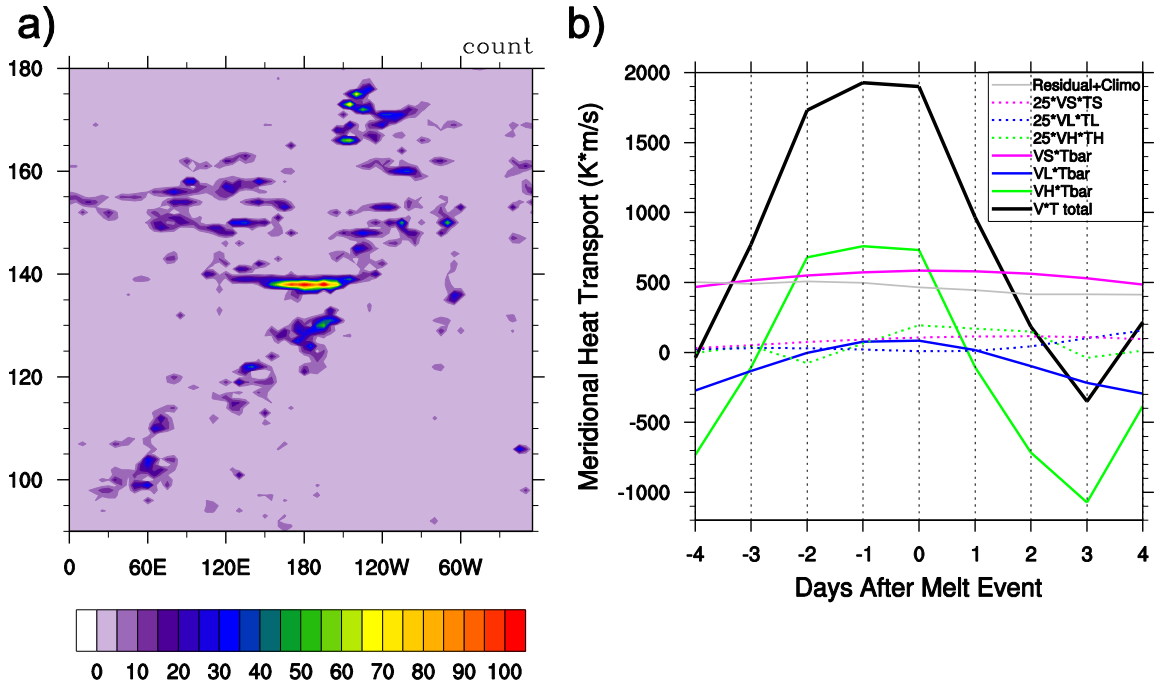 a)
count
180
160
140
120
100
0 60E 120E 180 120W 60W
0 10 20 30 40 50 60 70 80 90 100
b)
Meridional Heat Transport (K*m/s)
2000
1500
1000
500
0
-500
-1000
Residual+Climo
25*VS*TS
25*VL*TL
25*VH*TH
VS*Tbar
VL*Tbar
VH*Tbar
V*T total
-4 -3 -2 -1 0 1 2 3 4
Days After Melt Event